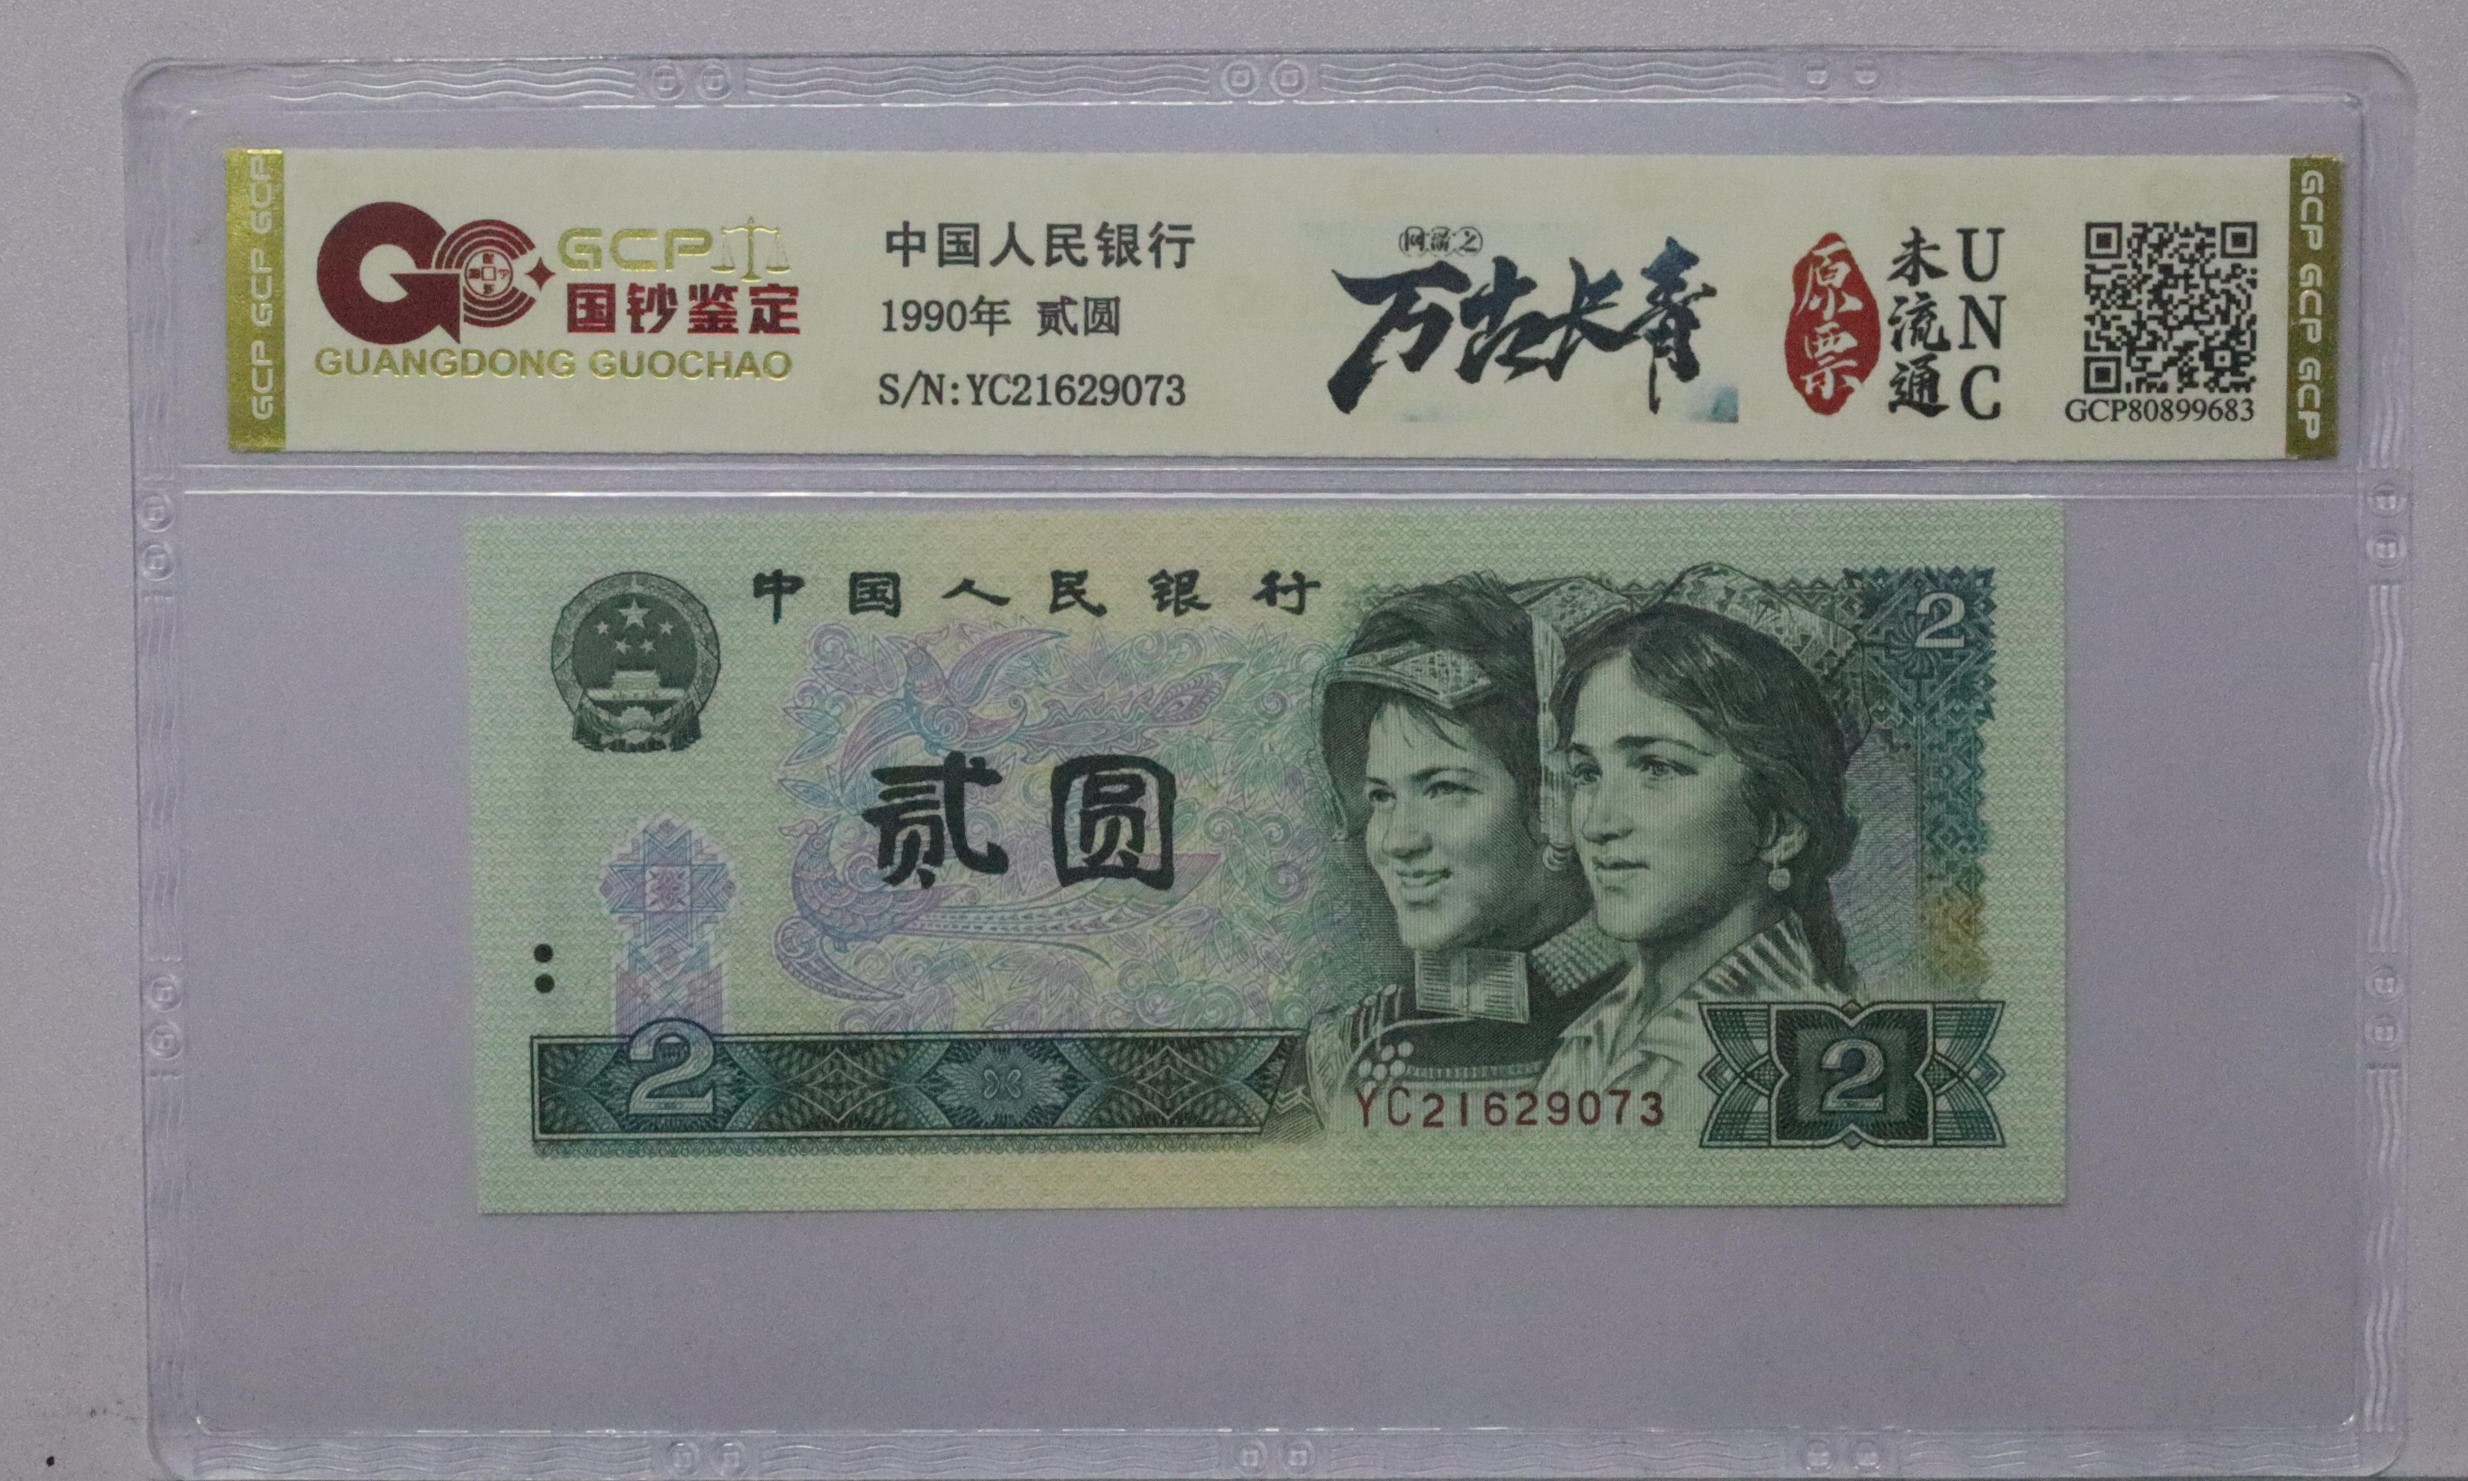 GCP GCP GCP
GCP
国钞鉴定
GUANGDONG GUOCHAO
中国人民银行
1990年 贰圆
S/N:YC21629073
万古长青
原票
未流通
UNC
GCP80899683
GCP GCP GCP
中国人民银行
2
贰圆
2
YC21629073
2